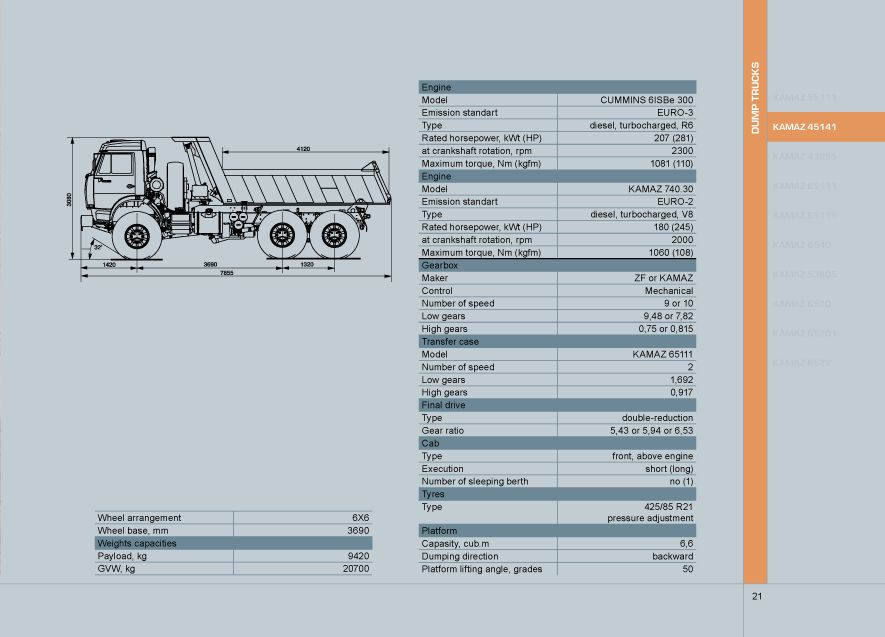 4120
3080
32°
1420
3690
1320
7855
Wheel arrangement 6X6
Wheel base, mm 3690
Weights capacities
Payload, kg 9420
GVW, kg 20700
Engine
Model CUMMINS 6ISBe 300
Emission standart EURO-3
Type diesel, turbocharged, R6
Rated horsepower, kWt (HP) 207 (281)
at crankshaft rotation, rpm 2300
Maximum torque, Nm (kgfm) 1081 (110)
Engine
Model KAMAZ 740.30
Emission standart EURO-2
Type diesel, turbocharged, V8
Rated horsepower, kWt (HP) 180 (245)
at crankshaft rotation, rpm 2000
Maximum torque, Nm (kgfm) 1060 (108)
Gearbox
Maker ZF or KAMAZ
Control Mechanical
Number of speed 9 or 10
Low gears 9,48 or 7,82
High gears 0,75 or 0,815
Transfer case
Model KAMAZ 65111
Number of speed 2
Low gears 1,692
High gears 0,917
Final drive
Type double-reduction
Gear ratio 5,43 or 5,94 or 6,53
Cab
Type front, above engine
Execution short (long)
Number of sleeping berth no (1)
Tyres
Type 425/85 R21
pressure adjustment
Platform
Capasity, cub.m 6,6
Dumping direction backward
Platform lifting angle, grades 50
DUMP TRUCKS
KAMAZ 55111
KAMAZ 45141
KAMAZ 43255
KAMAZ 65111
KAMAZ 65115
KAMAZ 6540
KAMAZ 53605
KAMAZ 6520
KAMAZ 65201
KAMAZ 6522
21